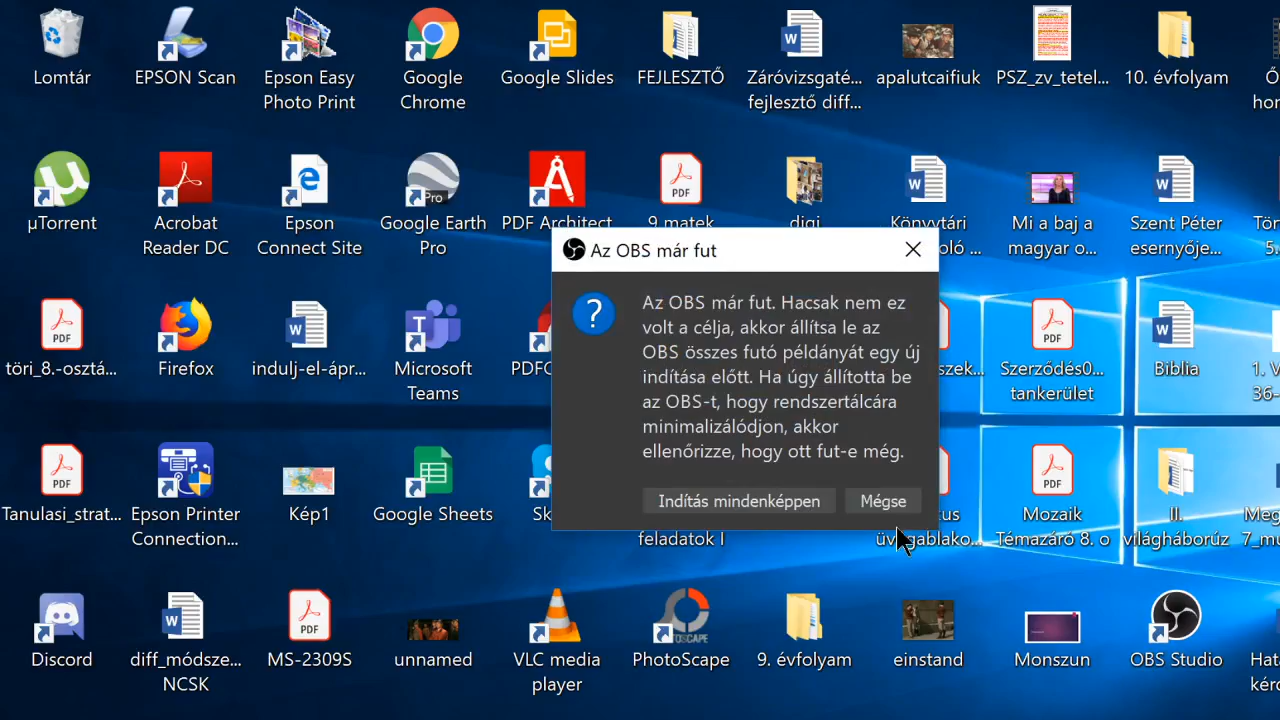 Lomtár
EPSON Scan
Epson Easy
Photo Print
Google
Chrome
Google Slides
FEJLESZTŐ
Záróvizsgaté...
fejlesztő diff...
apalutcaifiuk
PSZ_zv_tetel...
10. évfolyam
µTorrent
Acrobat
Reader DC
Epson
Connect Site
Google Earth
Pro
PDF Architect
9 matek
digi
Könyvtári
Mi a baj a
magyar o...
Szent Péter
esernyője...
Az OBS már fut
Az OBS már fut. Hacsak nem ez
volt a célja, akkor állítsa le az
OBS összes futó példányát egy új
indítása előtt. Ha úgy állította be
az OBS-t, hogy rendszertálcára
minimalizálódjon, akkor
ellenőrizze, hogy ott fut-e még.
Indítás mindenképpen
Mégse
töri_8.-osztá...
Firefox
indulj-el-ápr...
Microsoft
Teams
Szerződés0...
tankerület
Biblia
Tanulasi_strat...
Epson Printer
Connection...
Kép1
Google Sheets
feladatok I
Mozaik
Témazáró 8. o
II.
világháborúz
Discord
diff_módsze...
NCSK
MS-2309S
unnamed
VLC media
player
PhotoScape
9. évfolyam
einstand
Monszun
OBS Studio